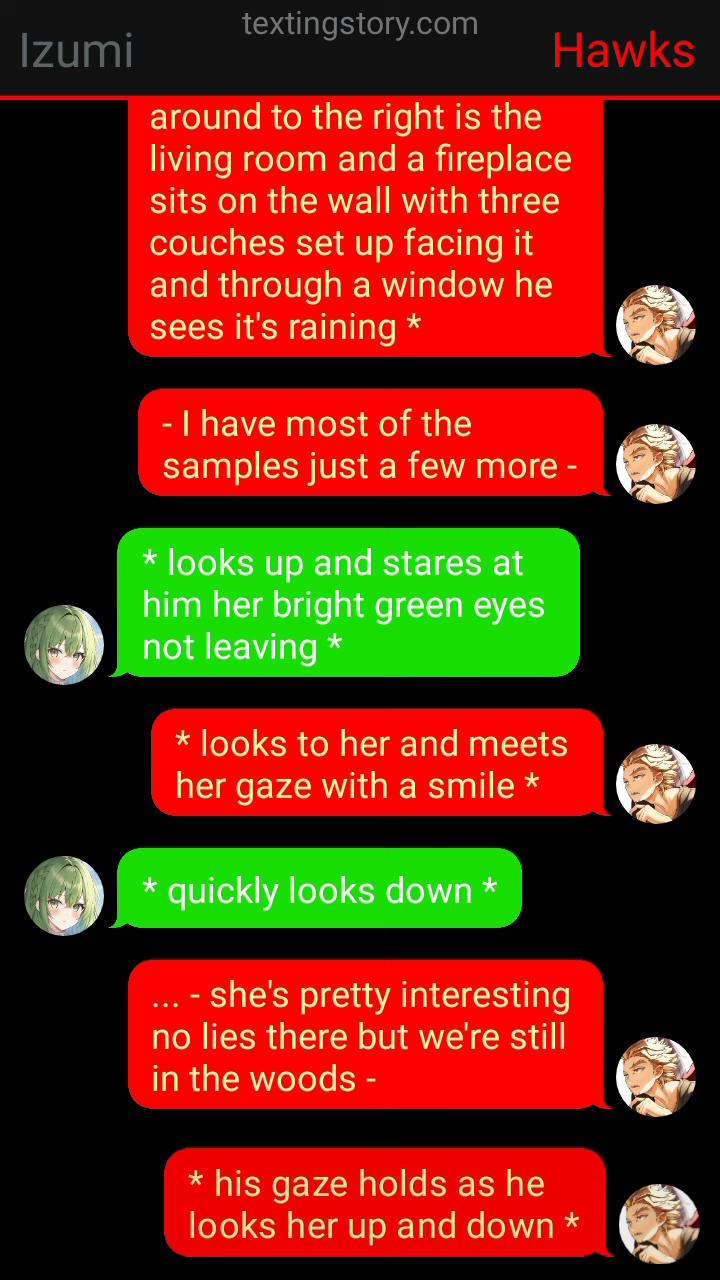 textingstory.com
Izumi
Hawks
around to the right is the
living room and a fireplace
sits on the wall with three
couches set up facing it
and through a window he
sees it's raining *
- I have most of the
samples just a few more -
* looks up and stares at
him her bright green eyes
not leaving *
* looks to her and meets
her gaze with a smile *
* quickly looks down *
... - she's pretty interesting
no lies there but we're still
in the woods -
* his gaze holds as he
looks her up and down *